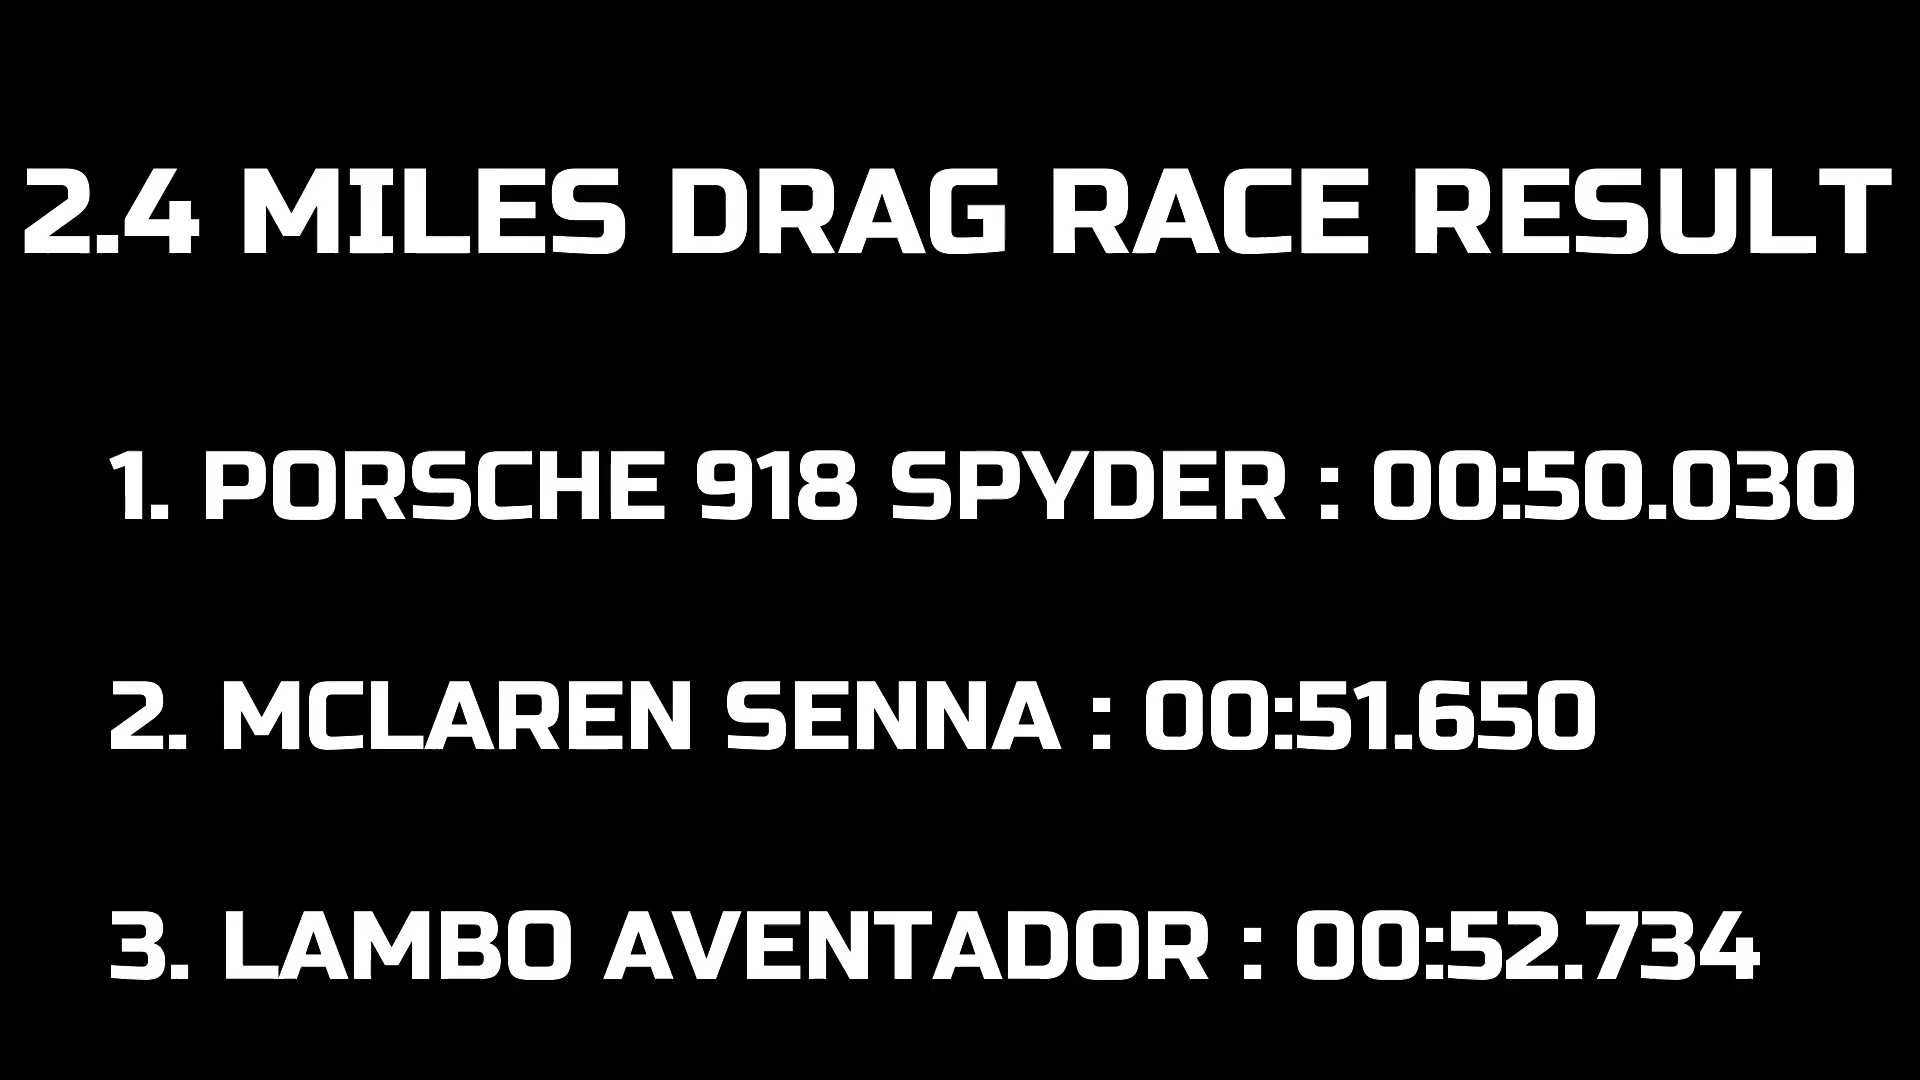 2.4 MILES DRAG RACE RESULT
1. PORSCHE 918 SPYDER : 00:50.030
2. MCLAREN SENNA : 00:51.650
3. LAMBO AVENTADOR : 00:52.734